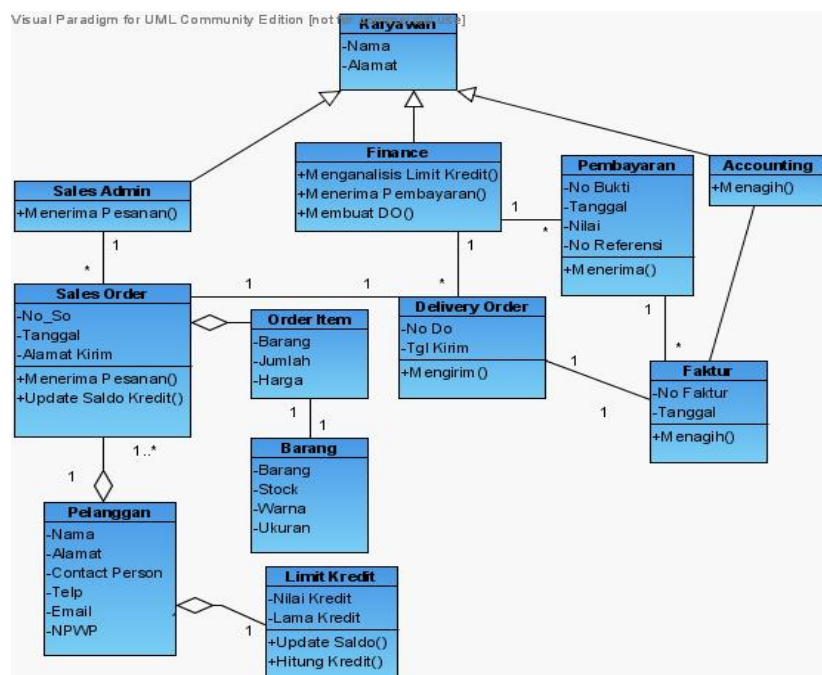 Visual Paradigm for UML Community Edition [not for commercial use]
Karyawan
-Nama
-Alamat
Finance
+Menganalisis Limit Kredit()
+Menerima Pembayaran()
+Membuat DO()
Pembayaran
-No Bukti
-Tanggal
-Nilai
-No Referensi
+Menerima()
Accounting
+Menagih()
Sales Admin
+Menerima Pesanan()
1
*
1
*
1
*
Sales Order
-No_So
-Tanggal
-Alamat Kirim
+Menerima Pesanan()
+Update Saldo Kredit()
1
1
Order Item
-Barang
-Jumlah
-Harga
Delivery Order
-No Do
-Tgl Kirim
+Mengirim()
1
*
1
1
Faktur
-No Faktur
-Tanggal
+Menagih()
1
1
Barang
-Barang
-Stock
-Warna
-Ukuran
1..*
1
Pelanggan
-Nama
-Alamat
-Contact Person
-Telp
-Email
-NPWP
1
Limit Kredit
-Nilai Kredit
-Lama Kredit
+Update Saldo()
+Hitung Kredit()